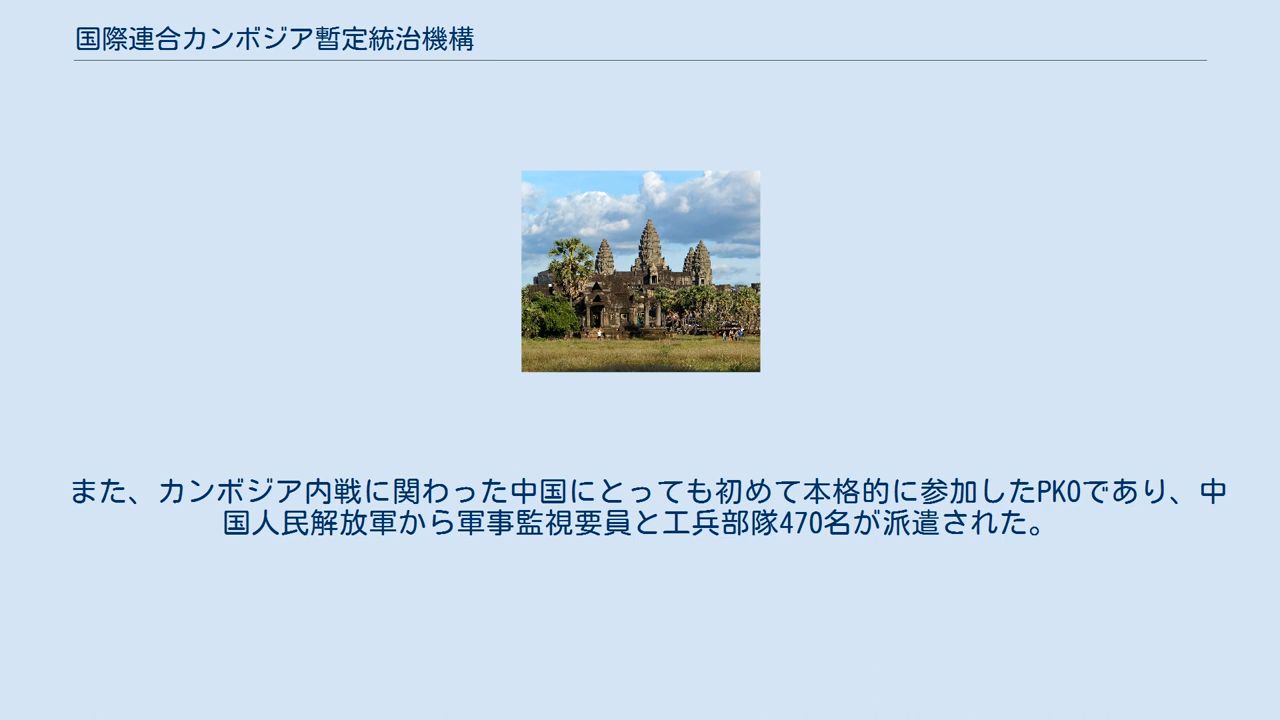 国際連合カンボジア暫定統治機構
また、カンボジア内戦に関わった中国にとっても初めて本格的に参加したPKOであり、中
国人民解放軍から軍事監視要員と工兵部隊470名が派遣された。